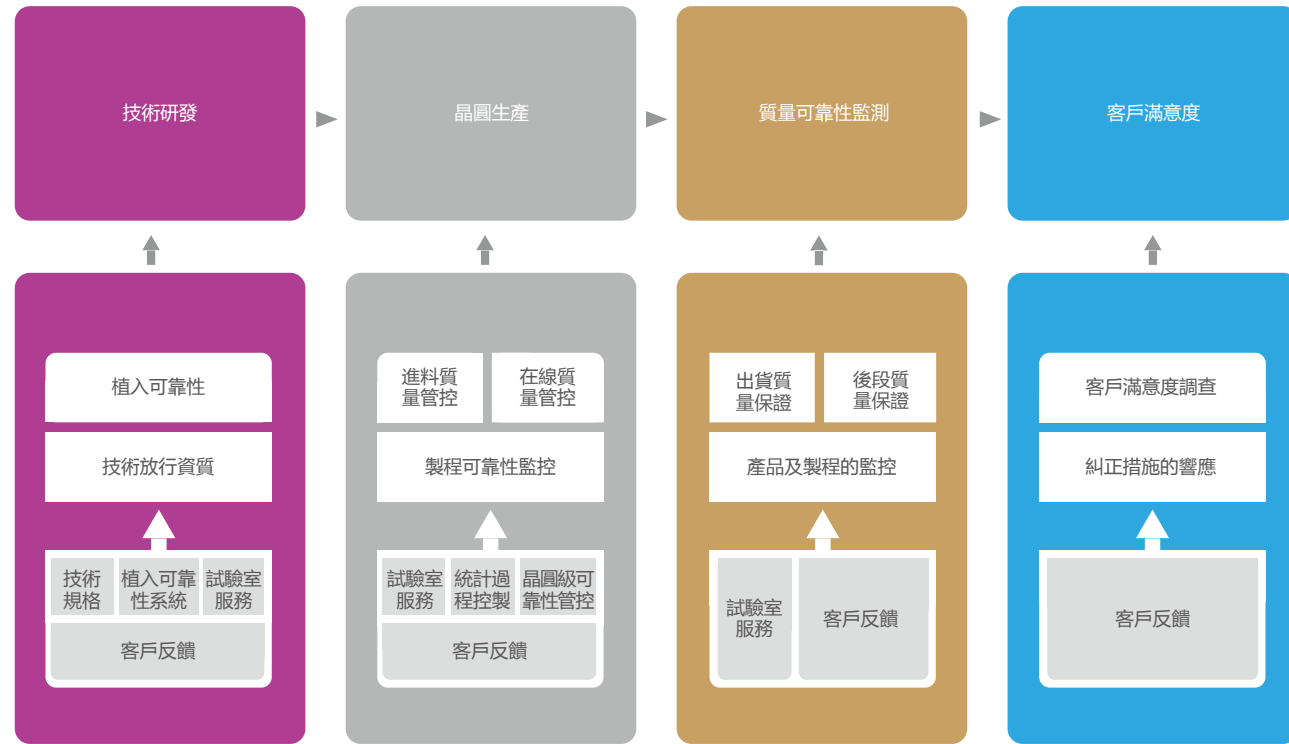 技術研發
晶圓生產
質量可靠性監測
客戶滿意度
植入可靠性
技術放行資質
技術
規格
植入可靠
性系統
試驗室
服務
客戶反饋
進料質
量管控
在線質
量管控
製程可靠性監控
試驗室
服務
統計過
程控製
晶圓級可
靠性管控
客戶反饋
出貨質
量保證
後段質
量保證
產品及製程的監控
試驗室
服務
客戶反饋
客戶滿意度調查
糾正措施的響應
客戶反饋